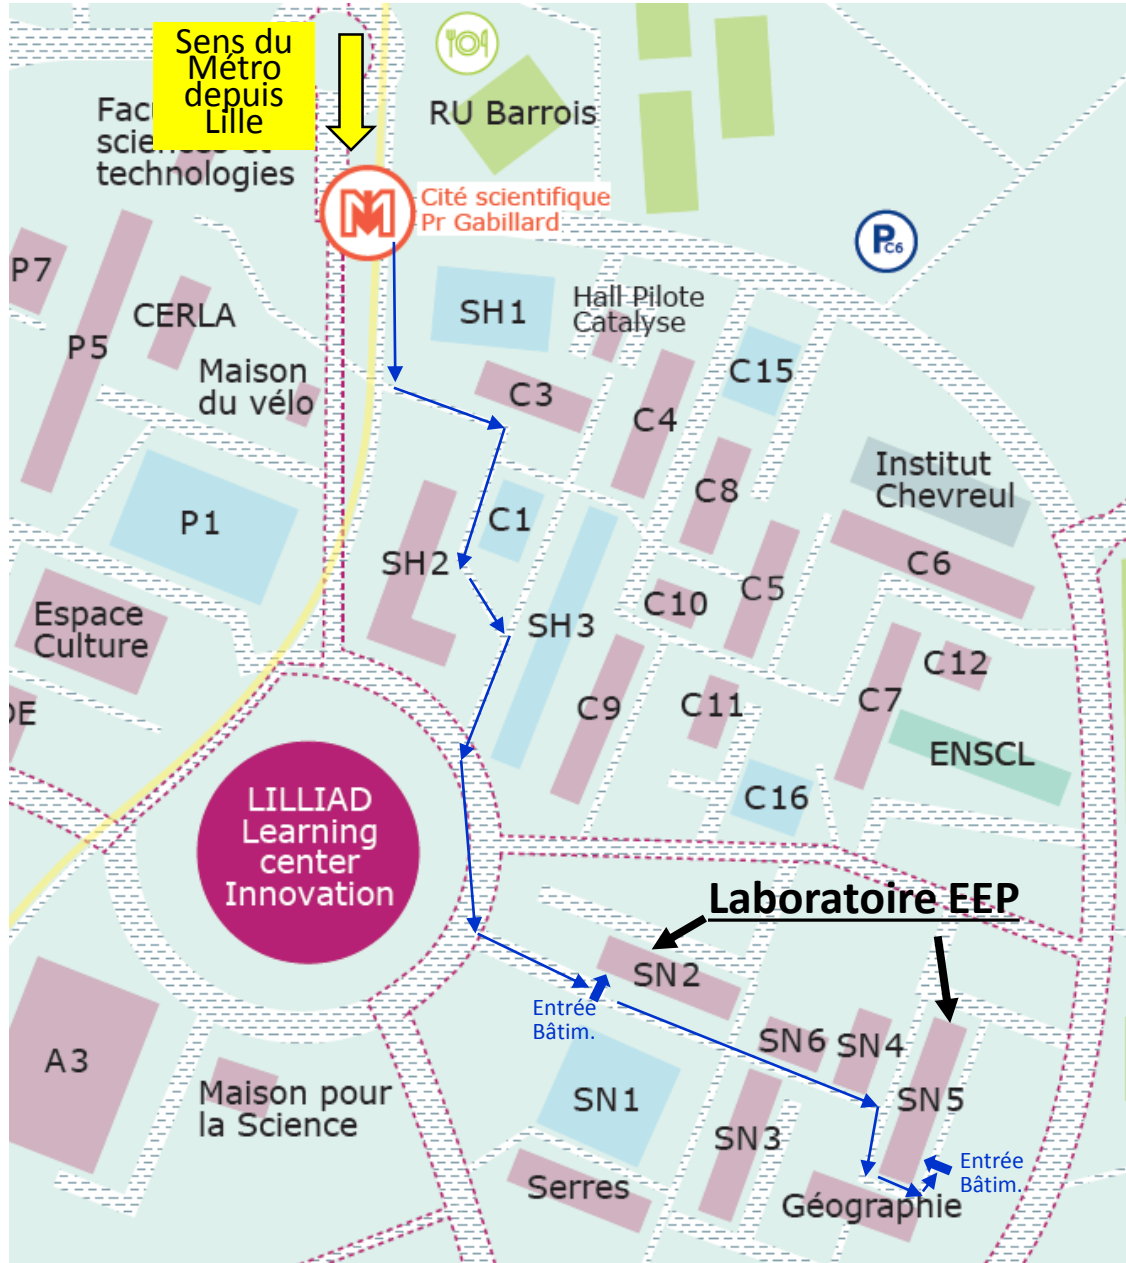 Sens du
Métro
depuis
Lille
RU Barrois
sciences et
technologies
Cité scientifique
Pr Gabillard
P
C6
P7
CERLA
P5
SH1
Hall Pilote
Catalyse
C15
Maison
du vélo
C3
C4
Institut
Chevreul
C8
P1
C1
SH2
C6
C5
C10
Espace
Culture
SH3
C12
C9
C11
C7
ENSCL
C16
LILLIAD
Learning
center
Innovation
Laboratoire EEP
SN2
Entrée
Bâtim.
A3
SN6
SN4
Maison pour
la Science
SN1
SN5
SN3
Entrée
Bâtim.
Serres
Géographie